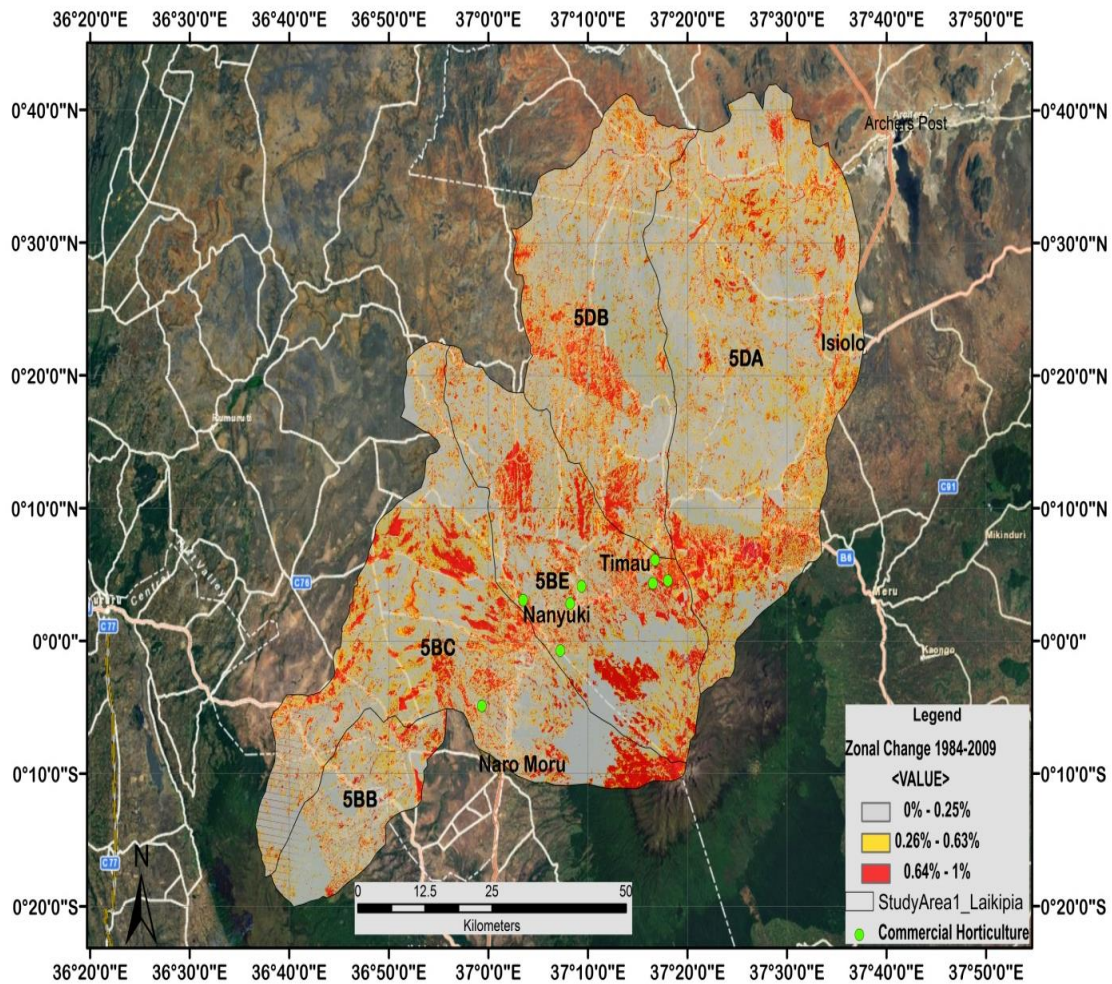 36°20'0"E 36°30'0"E 36°40'0"E 36°50'0"E 37°0'0"E 37°10'0"E 37°20'0"E 37°30'0"E 37°40'0"E 37°50'0"E
0°40'0"N
0°40'0"N
Archers Post
0°30'0"N
0°30'0"N
5DB
Isiolo
5DA
0°20'0"N
0°20'0"N
Rumuruti
0°10'0"N
C91
0°10'0"N
Mikinduri
Timau
B6
C76
5BE
Meru
Nanyuki
C77
0°0'0"
0°0'0"
5BC
Legend
Zonal Change 1984-2009
<VALUE>
0% - 0.25%
0.26% - 0.63%
0.64% - 1%
StudyArea1_Laikipia
Commercial Horticulture
0°10'0"S
Naro Moru
0°10'0"S
5BB
N
C77
0 12.5 25 50
Kilometers
0°20'0"S
0°20'0"S
36°20'0"E 36°30'0"E 36°40'0"E 36°50'0"E 37°0'0"E 37°10'0"E 37°20'0"E 37°30'0"E 37°40'0"E 37°50'0"E